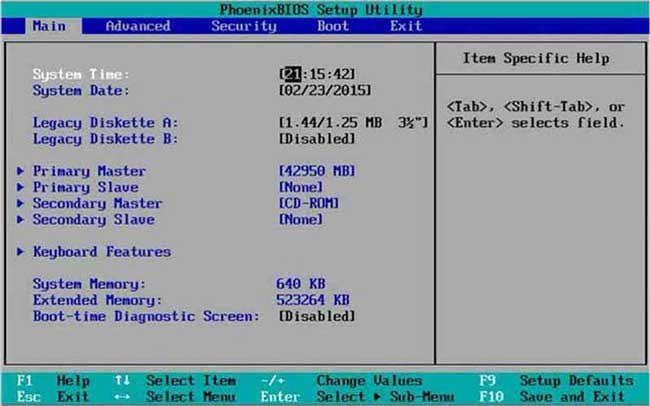 PhoenixBIOS Setup Utility
Main Advanced Security Boot Exit
Item Specific Help
System Time: [21:15:42]
System Date: [02/23/2015]
<Tab>, <Shift-Tab>, or
<Enter> selects field.
Legacy Diskette A: [1.44/1.25 MB 3½"]
Legacy Diskette B: [Disabled]
▶ Primary Master [42950 MB]
▶ Primary Slave [None]
▶ Secondary Master [CD-ROM]
▶ Secondary Slave [None]
▶ Keyboard Features
System Memory: 640 KB
Extended Memory: 523264 KB
Boot-time Diagnostic Screen: [Disabled]
F1 Help ↑↓ Select Item -/+ Change Values F9 Setup Defaults
Esc Exit ↔ Select Menu Enter Select ▶ Sub-Menu F10 Save and Exit